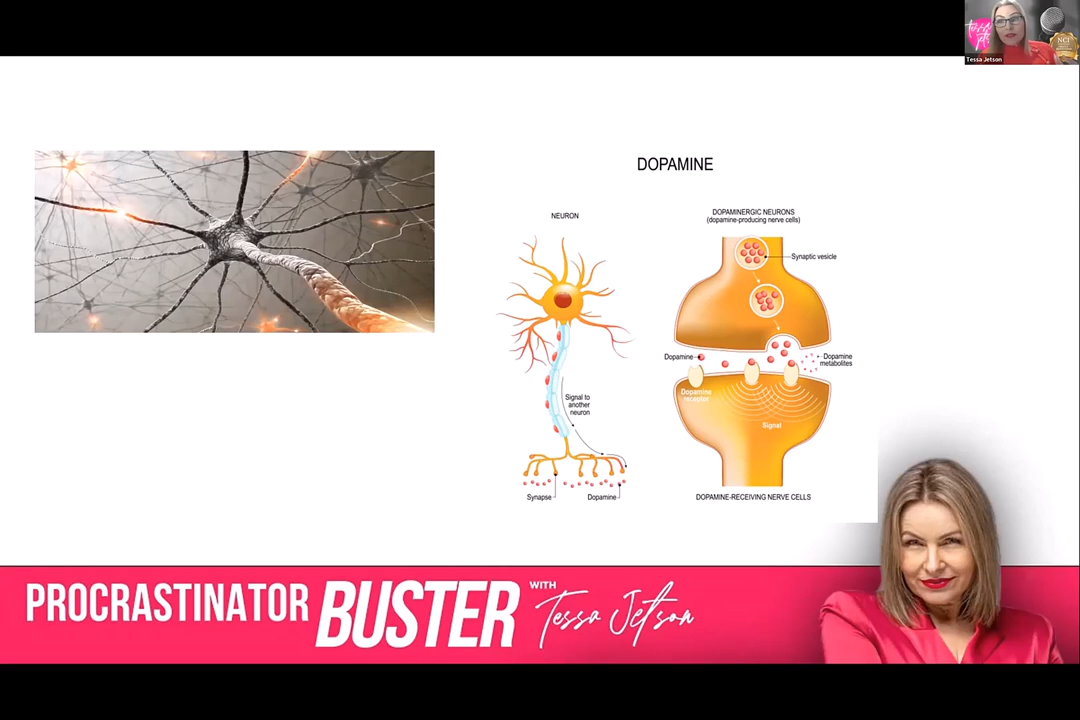 Tessa Jetson
NCJ
DOPAMINE
NEURON
DOPAMINERGIC NEURONS
(dopamine-producing nerve cells)
Synaptic vesicle
Dopamine
Dopamine
metabolites
Dopamine
receptor
Signal to
another
neuron
Signal
Synapse
Dopamine
DOPAMINE-RECEIVING NERVE CELLS
PROCRASTINATOR BUSTER WITH
Tessa Jetson